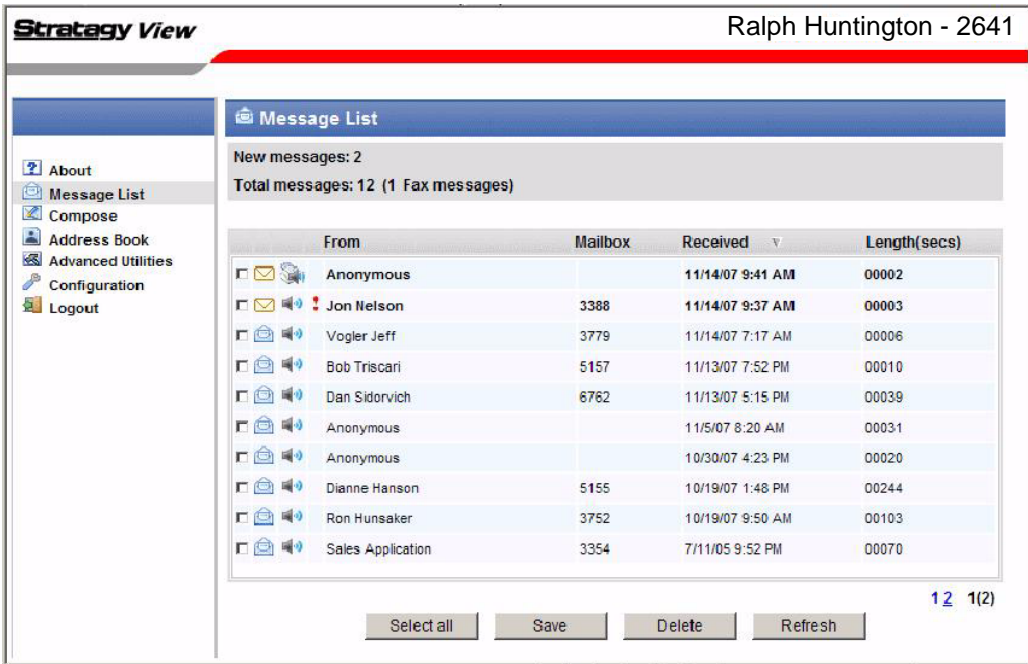 Stratagy View
Ralph Huntington - 2641
Message List
New messages: 2
Total messages: 12 (1 Fax messages)
About
Message List
Compose
Address Book
Advanced Utilities
Configuration
Logout
From Mailbox Received Length(secs)
Anonymous 11/14/07 9:41 AM 00002
Jon Nelson 3388 11/14/07 9:37 AM 00003
Vogler Jeff 3779 11/14/07 7:17 AM 00006
Bob Triscari 5157 11/13/07 7:52 PM 00010
Dan Sidorvich 6762 11/13/07 5:15 PM 00039
Anonymous 11/5/07 8:20 AM 00031
Anonymous 10/30/07 4:23 PM 00020
Dianne Hanson 5155 10/19/07 1:48 PM 00244
Ron Hunsaker 3752 10/19/07 9:50 AM 00103
Sales Application 3354 7/11/05 9:52 PM 00070
1 2 1(2)
Select all Save Delete Refresh